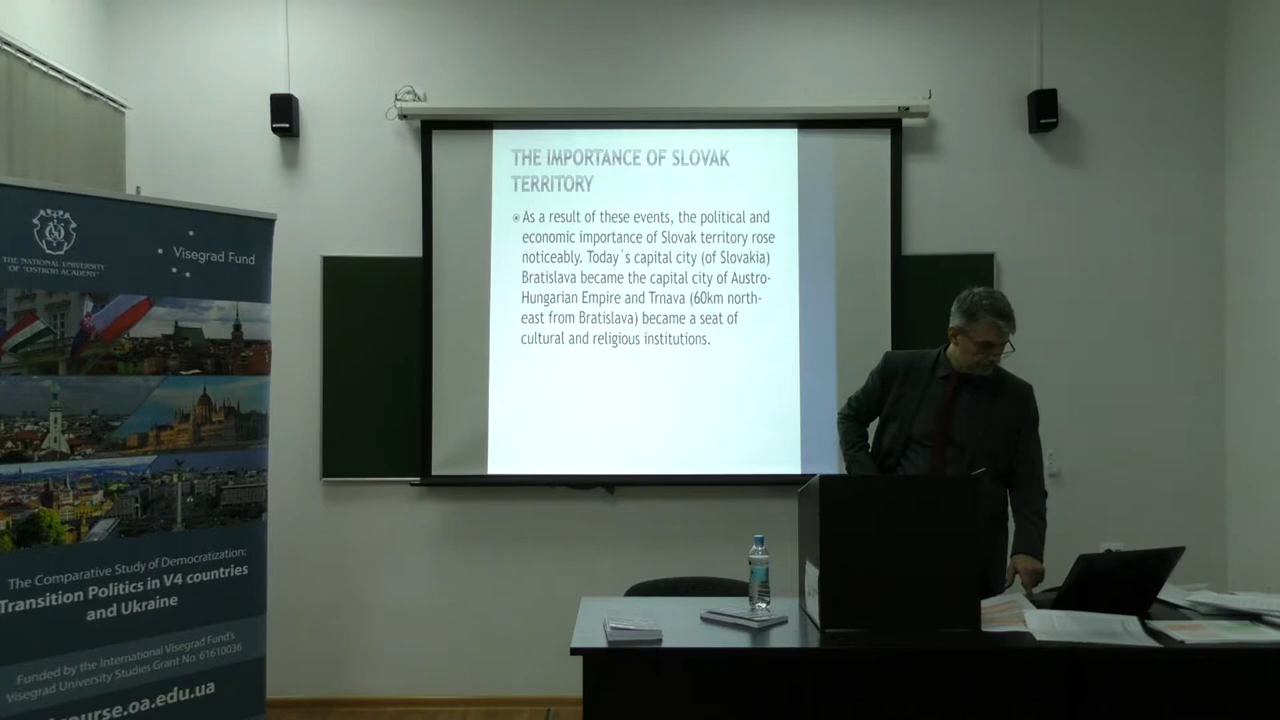 THE IMPORTANCE OF SLOVAK
TERRITORY
As a result of these events, the political and
economic importance of Slovak territory rose
noticeably. Today´s capital city (of Slovakia)
Bratislava became the capital city of Austro-
Hungarian Empire and Trnava (60km north-
east from Bratislava) became a seat of
cultural and religious institutions.
THE NATIONAL UNIVERSITY
OF "OSTROH ACADEMY"
Visegrad Fund
The Comparative Study of Democratization:
Transition Politics in V4 countries
and Ukraine
Funded by the International Visegrad Fund's
Visegrad University Studies Grant No. 61610036
course.oa.edu.ua